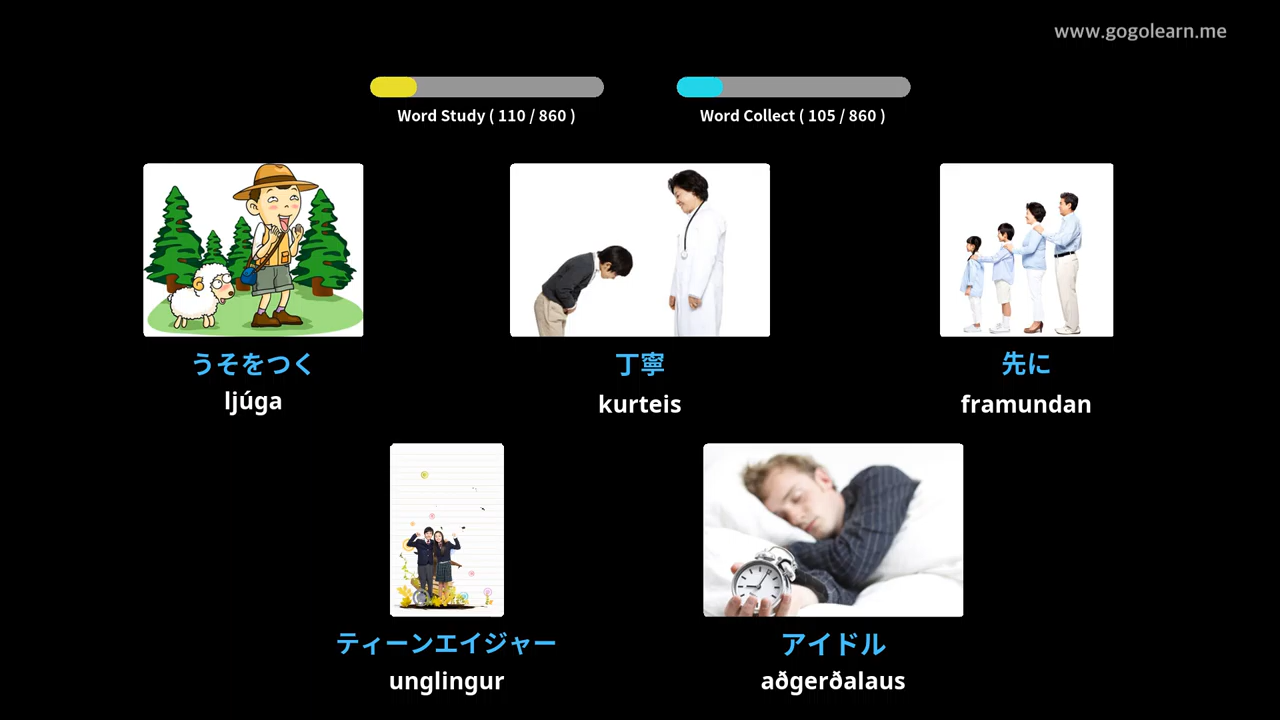 www.gogolearn.me
Word Study ( 110 / 860 )
Word Collect ( 105 / 860 )
うそをつく
ljúga
丁寧
kurteis
先に
framundan
ティーンエイジャー
unglingur
アイドル
aðgerðalaus